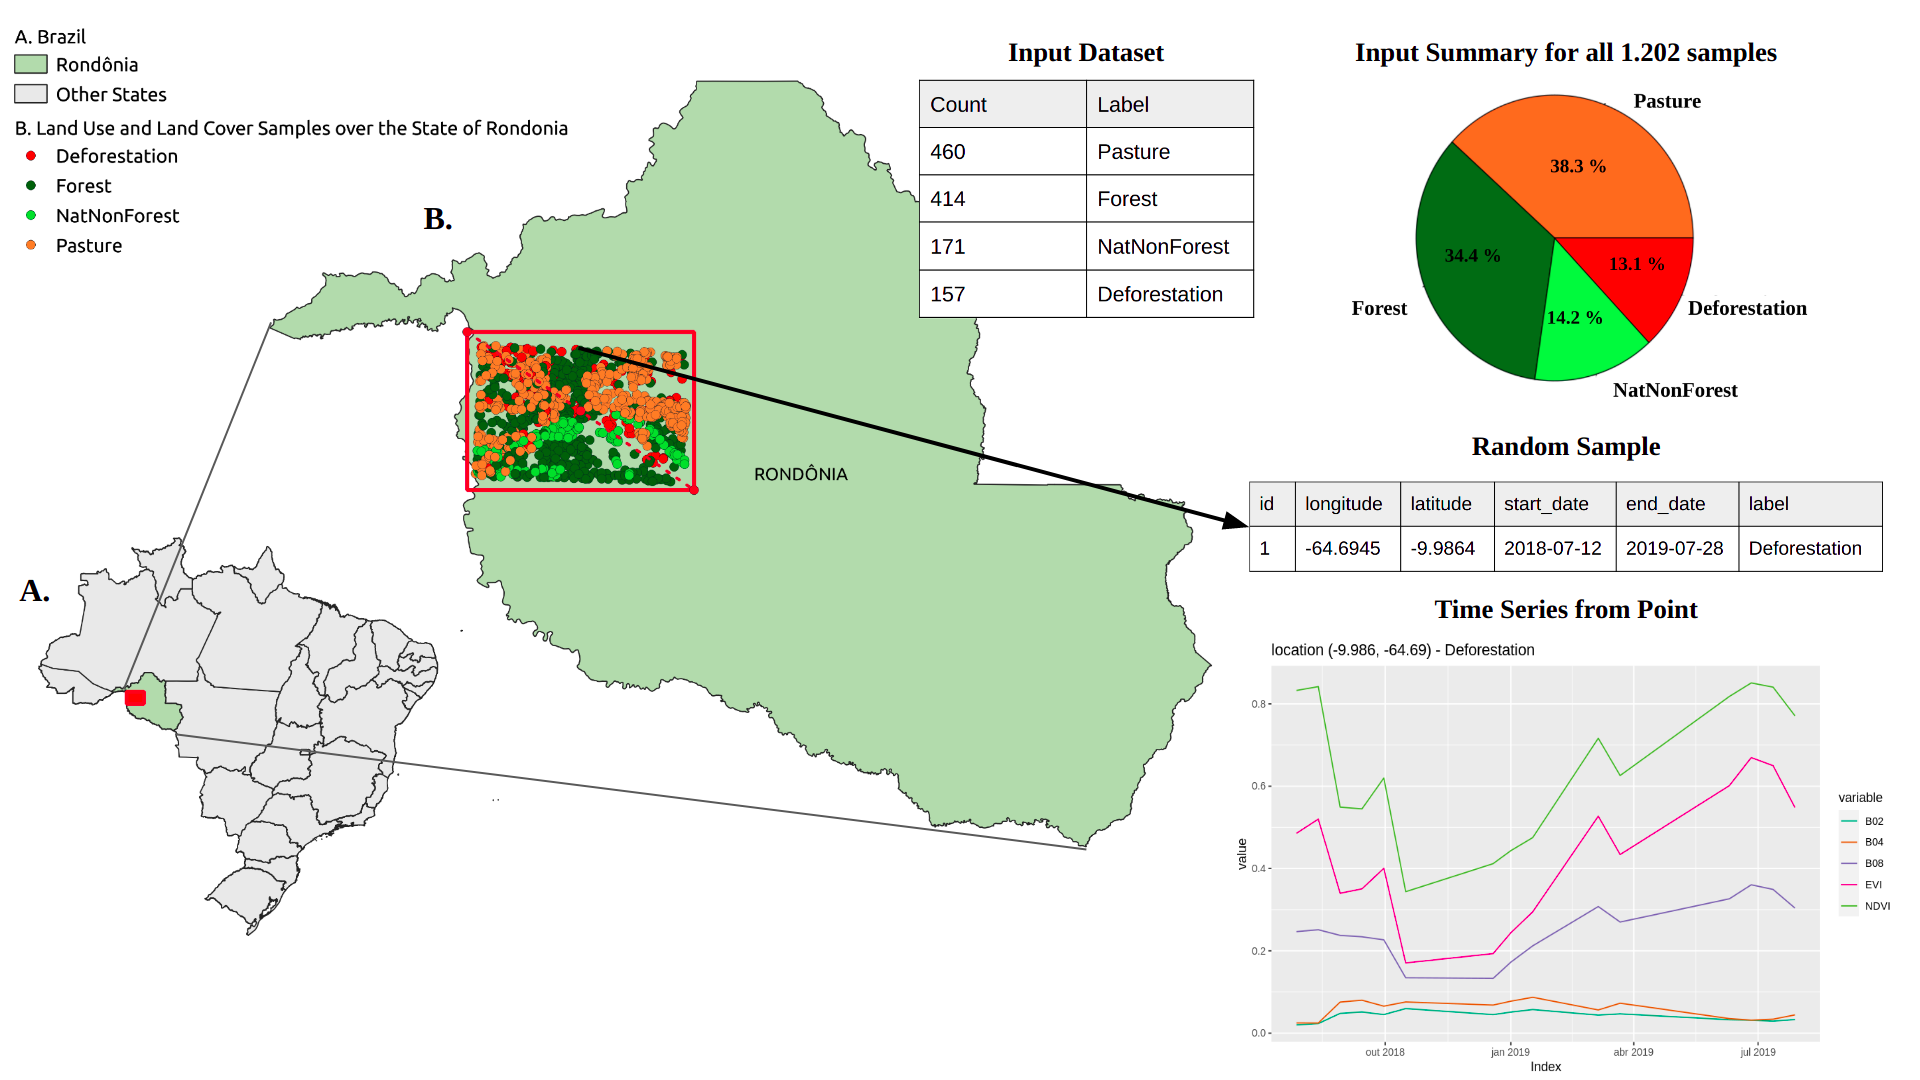 A. Brazil
Rondônia
Other States
B. Land Use and Land Cover Samples over the State of Rondonia
Deforestation
Forest
NatNonForest
Pasture
B.
RONDÔNIA
A.
Input Dataset
Count Label
460 Pasture
414 Forest
171 NatNonForest
157 Deforestation
Input Summary for all 1.202 samples
Pasture
38.3 %
34.4 %
13.1 %
Forest
14.2 %
Deforestation
NatNonForest
Random Sample
id longitude latitude start_date end_date label
1 -64.6945 -9.9864 2018-07-12 2019-07-28 Deforestation
Time Series from Point
location (-9.986, -64.69) - Deforestation
0.8
0.6
0.4
0.2
0.0
value
out 2018 jan 2019 abr 2019 jul 2019
Index
variable
B02
B04
B08
EVI
NDVI